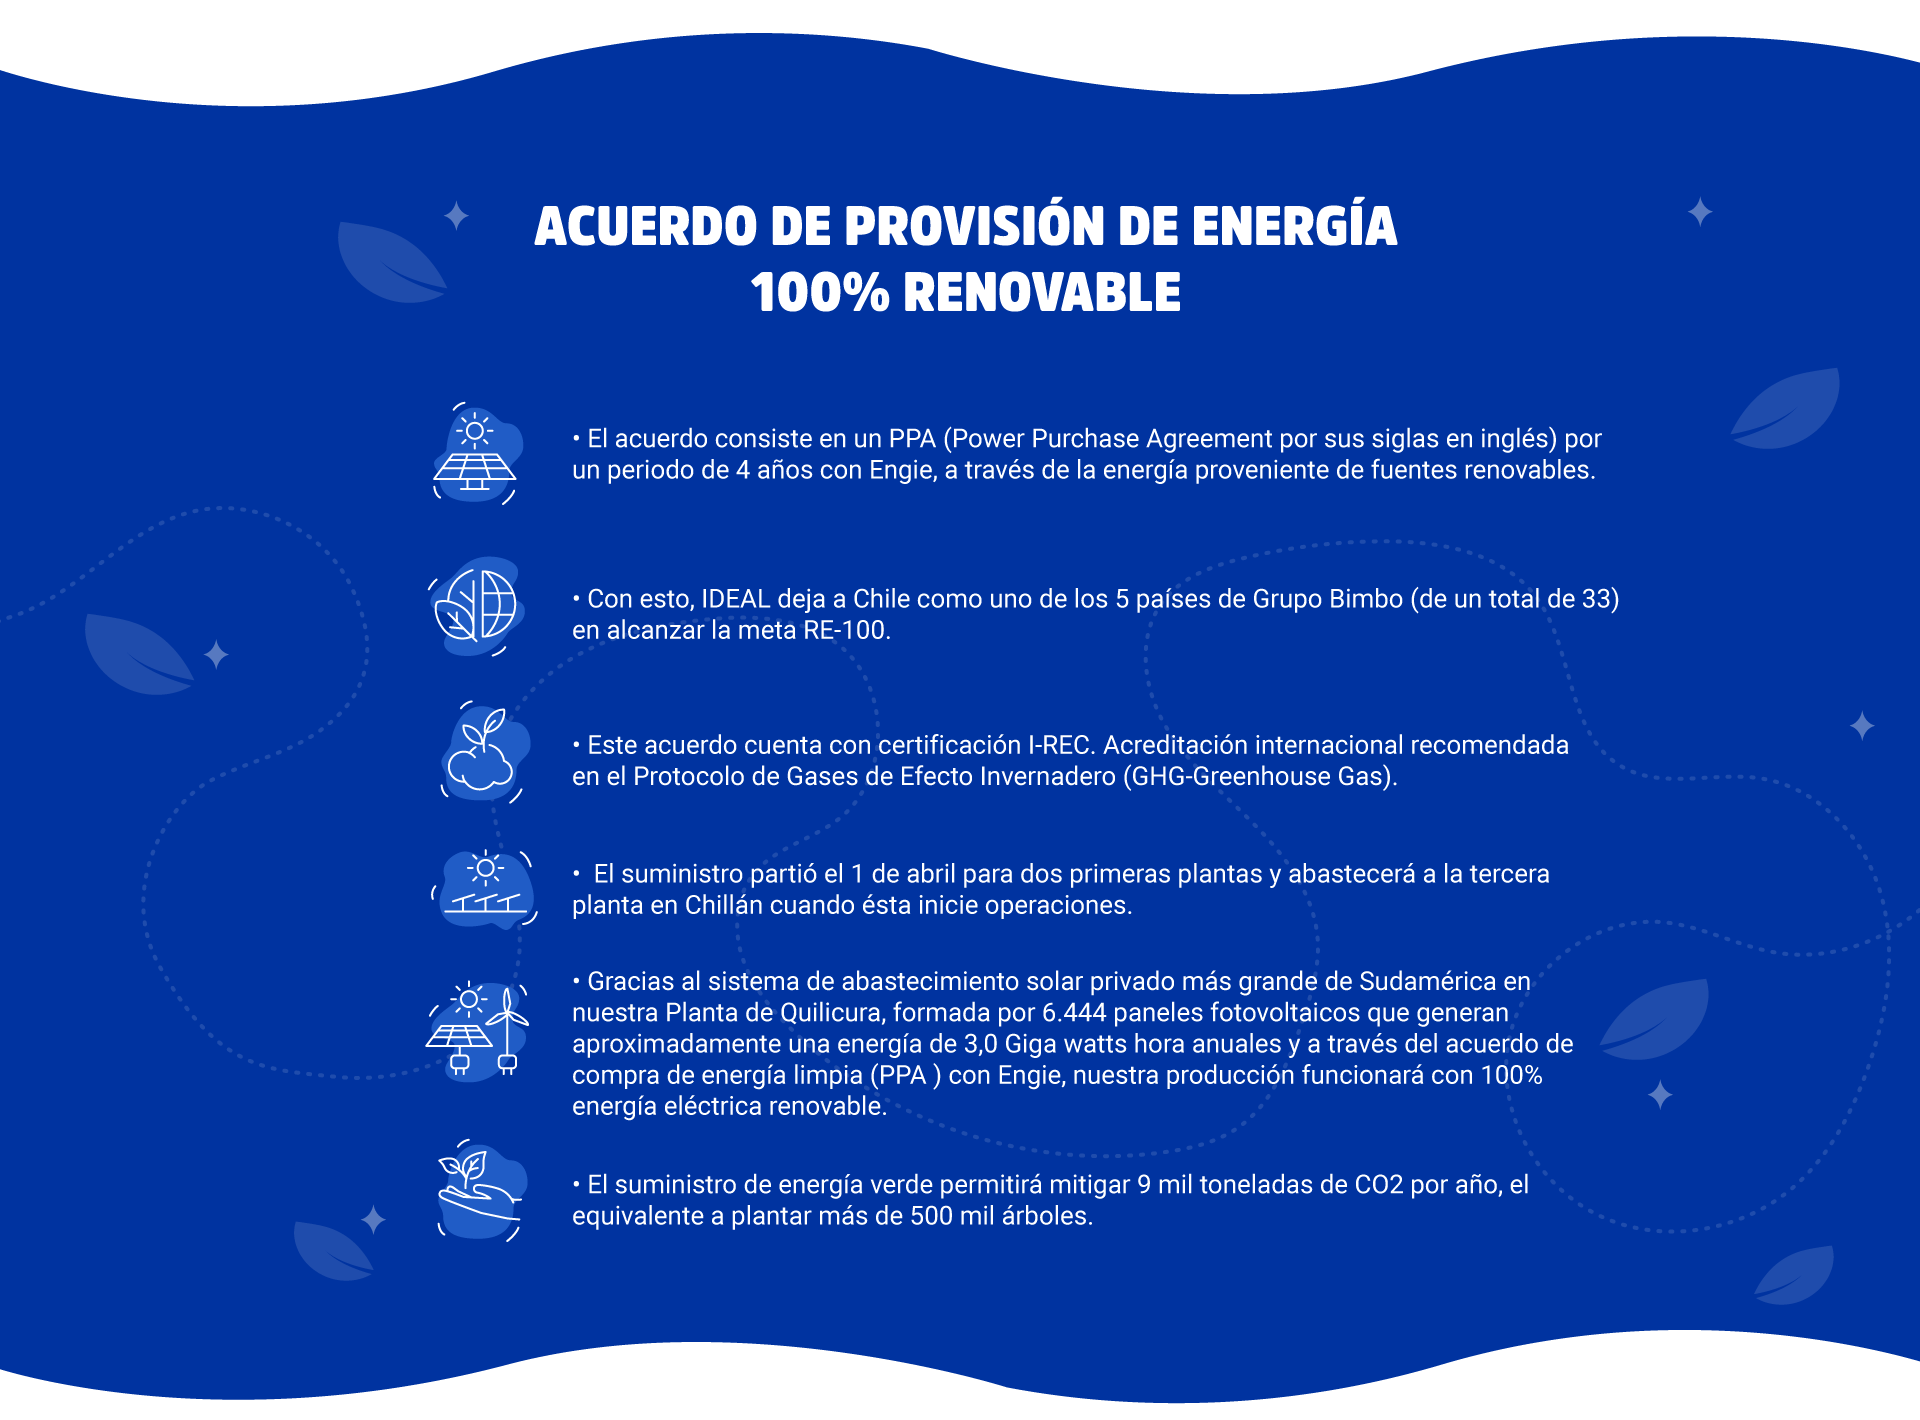 ACUERDO DE PROVISIÓN DE ENERGÍA
100% RENOVABLE
• El acuerdo consiste en un PPA (Power Purchase Agreement por sus siglas en inglés) por
un periodo de 4 años con Engie, a través de la energía proveniente de fuentes renovables.
• Con esto, IDEAL deja a Chile como uno de los 5 países de Grupo Bimbo (de un total de 33)
en alcanzar la meta RE-100.
• Este acuerdo cuenta con certificación I-REC. Acreditación internacional recomendada
en el Protocolo de Gases de Efecto Invernadero (GHG-Greenhouse Gas).
•  El suministro partió el 1 de abril para dos primeras plantas y abastecerá a la tercera
planta en Chillán cuando ésta inicie operaciones.
• Gracias al sistema de abastecimiento solar privado más grande de Sudamérica en
nuestra Planta de Quilicura, formada por 6.444 paneles fotovoltaicos que generan
aproximadamente una energía de 3,0 Giga watts hora anuales y a través del acuerdo de
compra de energía limpia (PPA ) con Engie, nuestra producción funcionará con 100%
energía eléctrica renovable.
• El suministro de energía verde permitirá mitigar 9 mil toneladas de CO2 por año, el
equivalente a plantar más de 500 mil árboles.